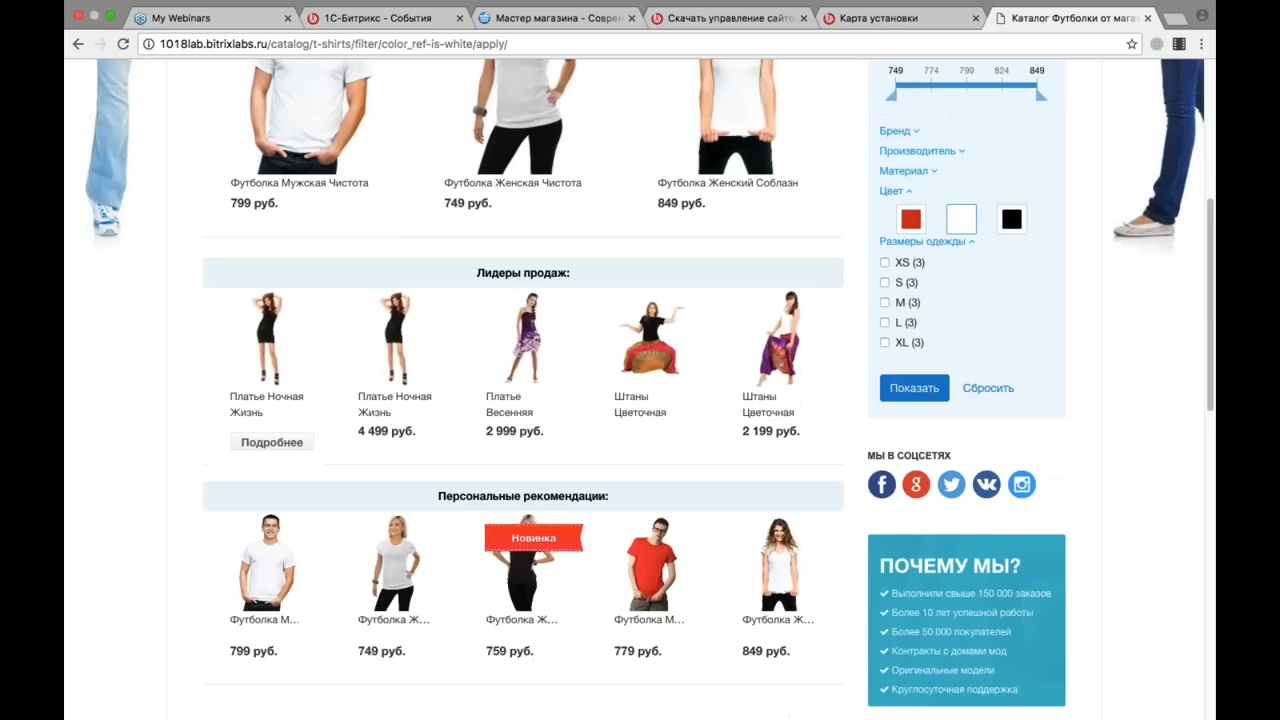 My Webinars
1С-Битрикс - События
Мастер магазина - Соврем
Скачать управление сайто
Карта установки
Каталог Футболки от мага
1018lab.bitrixlabs.ru/catalog/t-shirts/filter/color_ref-is-white/apply/
749 774 799 824 849
Бренд
Производитель
Материал
Цвет
Размеры одежды
XS (3)
S (3)
M (3)
L (3)
XL (3)
Показать Сбросить
Футболка Мужская Чистота
799 руб.
Футболка Женская Чистота
749 руб.
Футболка Женский Соблазн
849 руб.
Лидеры продаж:
Платье Ночная
Жизнь
Подробнее
Платье Ночная
Жизнь
4 499 руб.
Платье
Весенняя
2 999 руб.
Штаны
Цветочная
Штаны
Цветочная
2 199 руб.
Персональные рекомендации:
Новинка
Футболка М...
799 руб.
Футболка Ж...
749 руб.
Футболка Ж...
759 руб.
Футболка М...
779 руб.
Футболка Ж...
849 руб.
МЫ В СОЦСЕТЯХ
ПОЧЕМУ МЫ?
Выполнили свыше 150 000 заказов
Более 10 лет успешной работы
Более 50 000 покупателей
Контракты с домами мод
Оригинальные модели
Круглосуточная поддержка